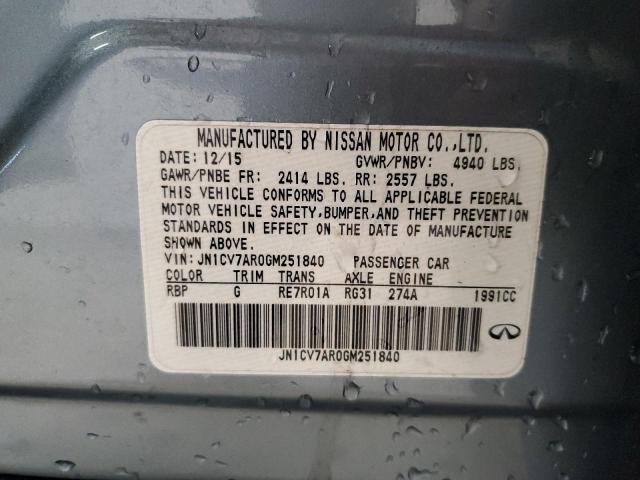 MANUFACTURED BY NISSAN MOTOR CO.,LTD.
DATE: 12/15 GVWR/PNBV: 4940 LBS.
GAWR/PNBE FR: 2414 LBS. RR: 2557 LBS.
THIS VEHICLE CONFORMS TO ALL APPLICABLE FEDERAL
MOTOR VEHICLE SAFETY,BUMPER,AND THEFT PREVENTION
STANDARDS IN EFFECT ON THE DATE OF MANUFACTURE
SHOWN ABOVE.
VIN: JN1CV7AR0GM251840 PASSENGER CAR
COLOR TRIM TRANS AXLE ENGINE
RBP G RE7R01A RG31 274A 1991CC
JN1CV7AR0GM251840